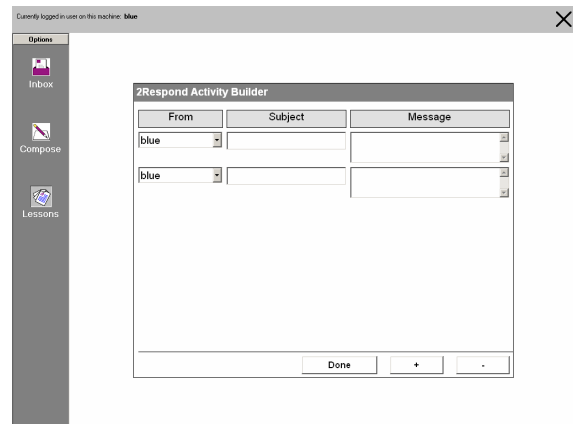 Currently logged in user on this machine: blue
Options
Inbox
Compose
Lessons
2Respond Activity Builder
From Subject Message
blue
blue
Done + -